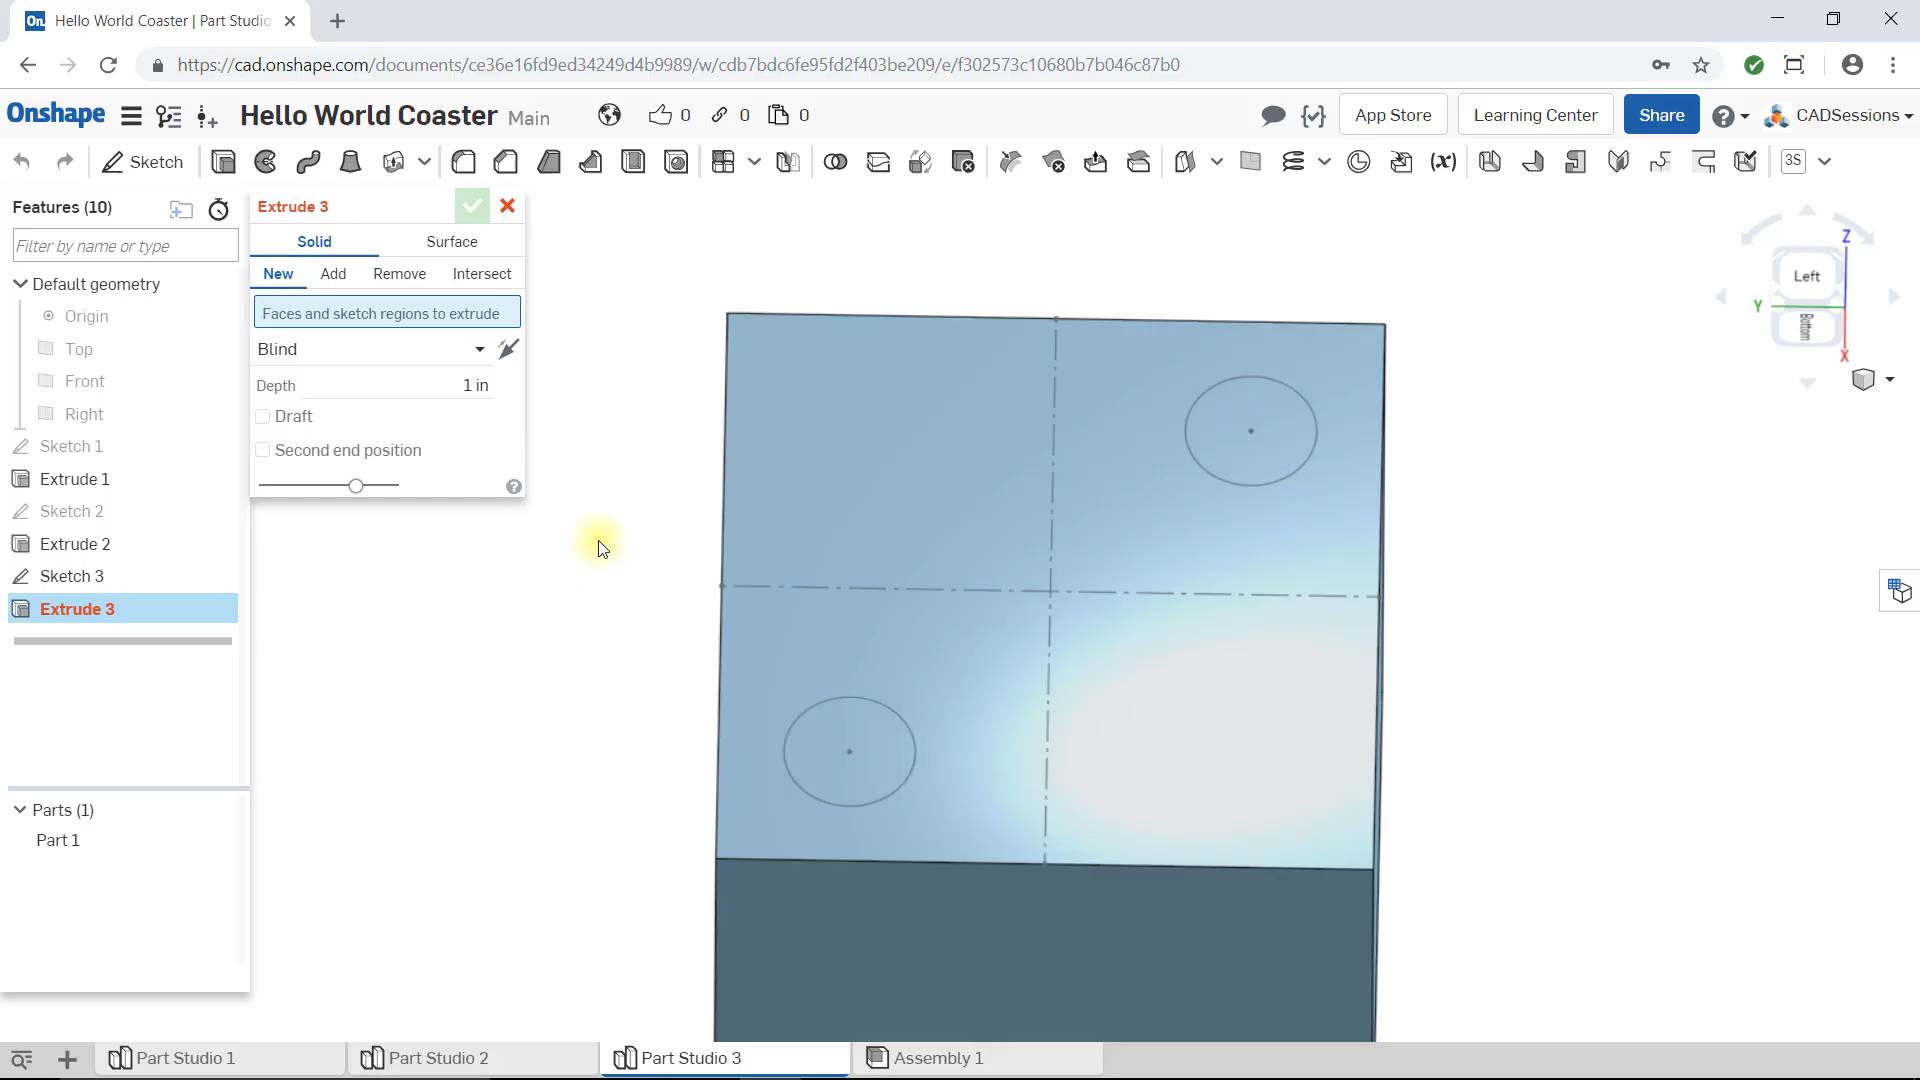 Hello World Coaster | Part Studio
https://cad.onshape.com/documents/ce36e16fd9ed34249d4b9989/w/cdb7bdc6fe95fd2f403be209/e/f302573c10680b7b046c87b0
Onshape Hello World Coaster Main 0 0 0 App Store Learning Center Share CADSessions
Sketch (x) 3S
Features (10)
Filter by name or type
Default geometry
Origin
Top
Front
Right
Sketch 1
Extrude 1
Sketch 2
Extrude 2
Sketch 3
Extrude 3
Parts (1)
Part 1
Extrude 3
Solid Surface
New Add Remove Intersect
Faces and sketch regions to extrude
Blind
Depth 1 in
Draft
Second end position
Z
Left
Y
Bottom
X
Part Studio 1 Part Studio 2 Part Studio 3 Assembly 1